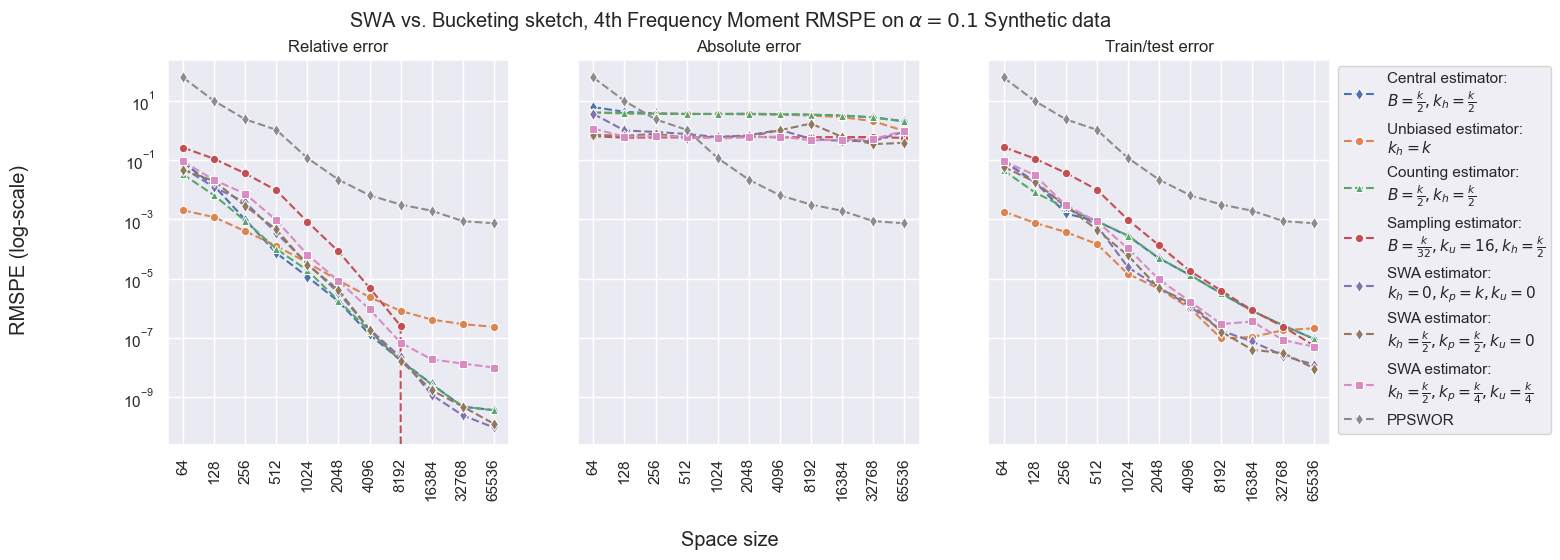 SWA vs. Bucketing sketch, 4th Frequency Moment RMSPE on α = 0.1 Synthetic data
Relative error
Absolute error
Train/test error
RMSPE (log-scale)
10^1
10^−1
10^−3
10^−5
10^−7
10^−9
64 128 256 512 1024 2048 4096 8192 16384 32768 65536
64 128 256 512 1024 2048 4096 8192 16384 32768 65536
64 128 256 512 1024 2048 4096 8192 16384 32768 65536
Space size
Central estimator:
B = k/2, k_h = k/2
Unbiased estimator:
k_h = k
Counting estimator:
B = k/2, k_h = k/2
Sampling estimator:
B = k/32, k_u = 16, k_h = k/2
SWA estimator:
k_h = 0, k_p = k, k_u = 0
SWA estimator:
k_h = k/2, k_p = k/2, k_u = 0
SWA estimator:
k_h = k/2, k_p = k/4, k_u = k/4
PPSWOR